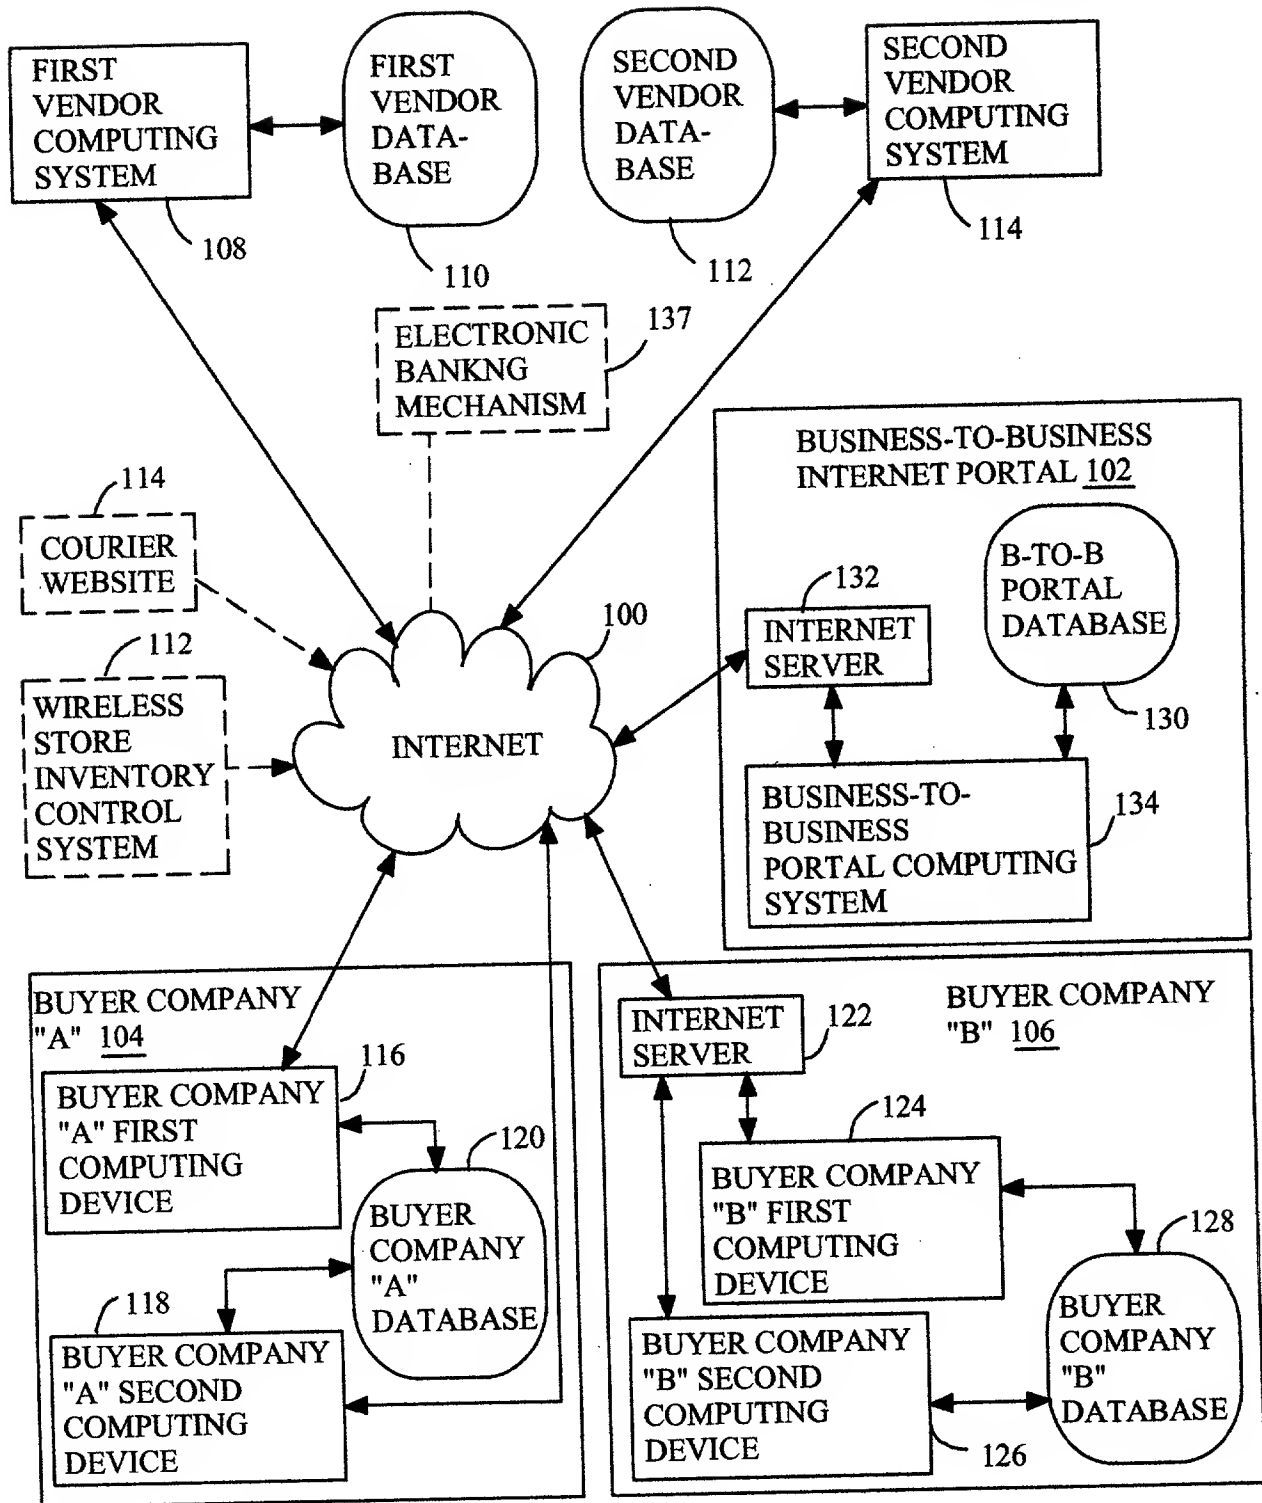 FIRST
VENDOR
COMPUTING
SYSTEM
108
FIRST
VENDOR
DATA-
BASE
110
SECOND
VENDOR
DATA-
BASE
112
SECOND
VENDOR
COMPUTING
SYSTEM
114
ELECTRONIC
BANKNG
MECHANISM
137
114
COURIER
WEBSITE
112
WIRELESS
STORE
INVENTORY
CONTROL
SYSTEM
100
INTERNET
BUSINESS-TO-BUSINESS
INTERNET PORTAL 102
132
INTERNET
SERVER
B-TO-B
PORTAL
DATABASE
130
BUSINESS-TO-
BUSINESS
PORTAL COMPUTING
SYSTEM
134
BUYER COMPANY
"A" 104
116
BUYER COMPANY
"A" FIRST
COMPUTING
DEVICE
120
BUYER
COMPANY
"A"
DATABASE
118
BUYER COMPANY
"A" SECOND
COMPUTING
DEVICE
INTERNET
SERVER
122
BUYER COMPANY
"B" 106
124
BUYER COMPANY
"B" FIRST
COMPUTING
DEVICE
128
BUYER
COMPANY
"B"
DATABASE
BUYER COMPANY
"B" SECOND
COMPUTING
DEVICE
126